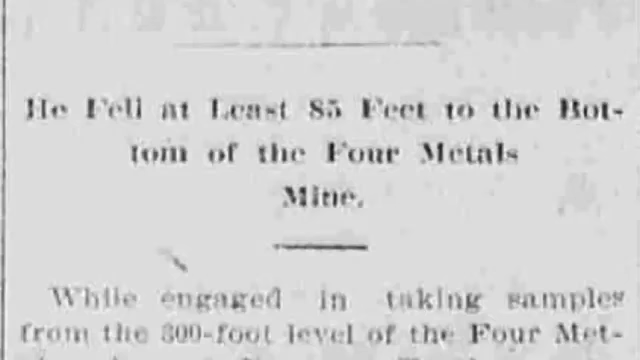 He Fell at Least 85 Feet to the Bot-
tom of the Four Metals
Mine.
While engaged in taking samples
from the 300-foot level of the Four Met-